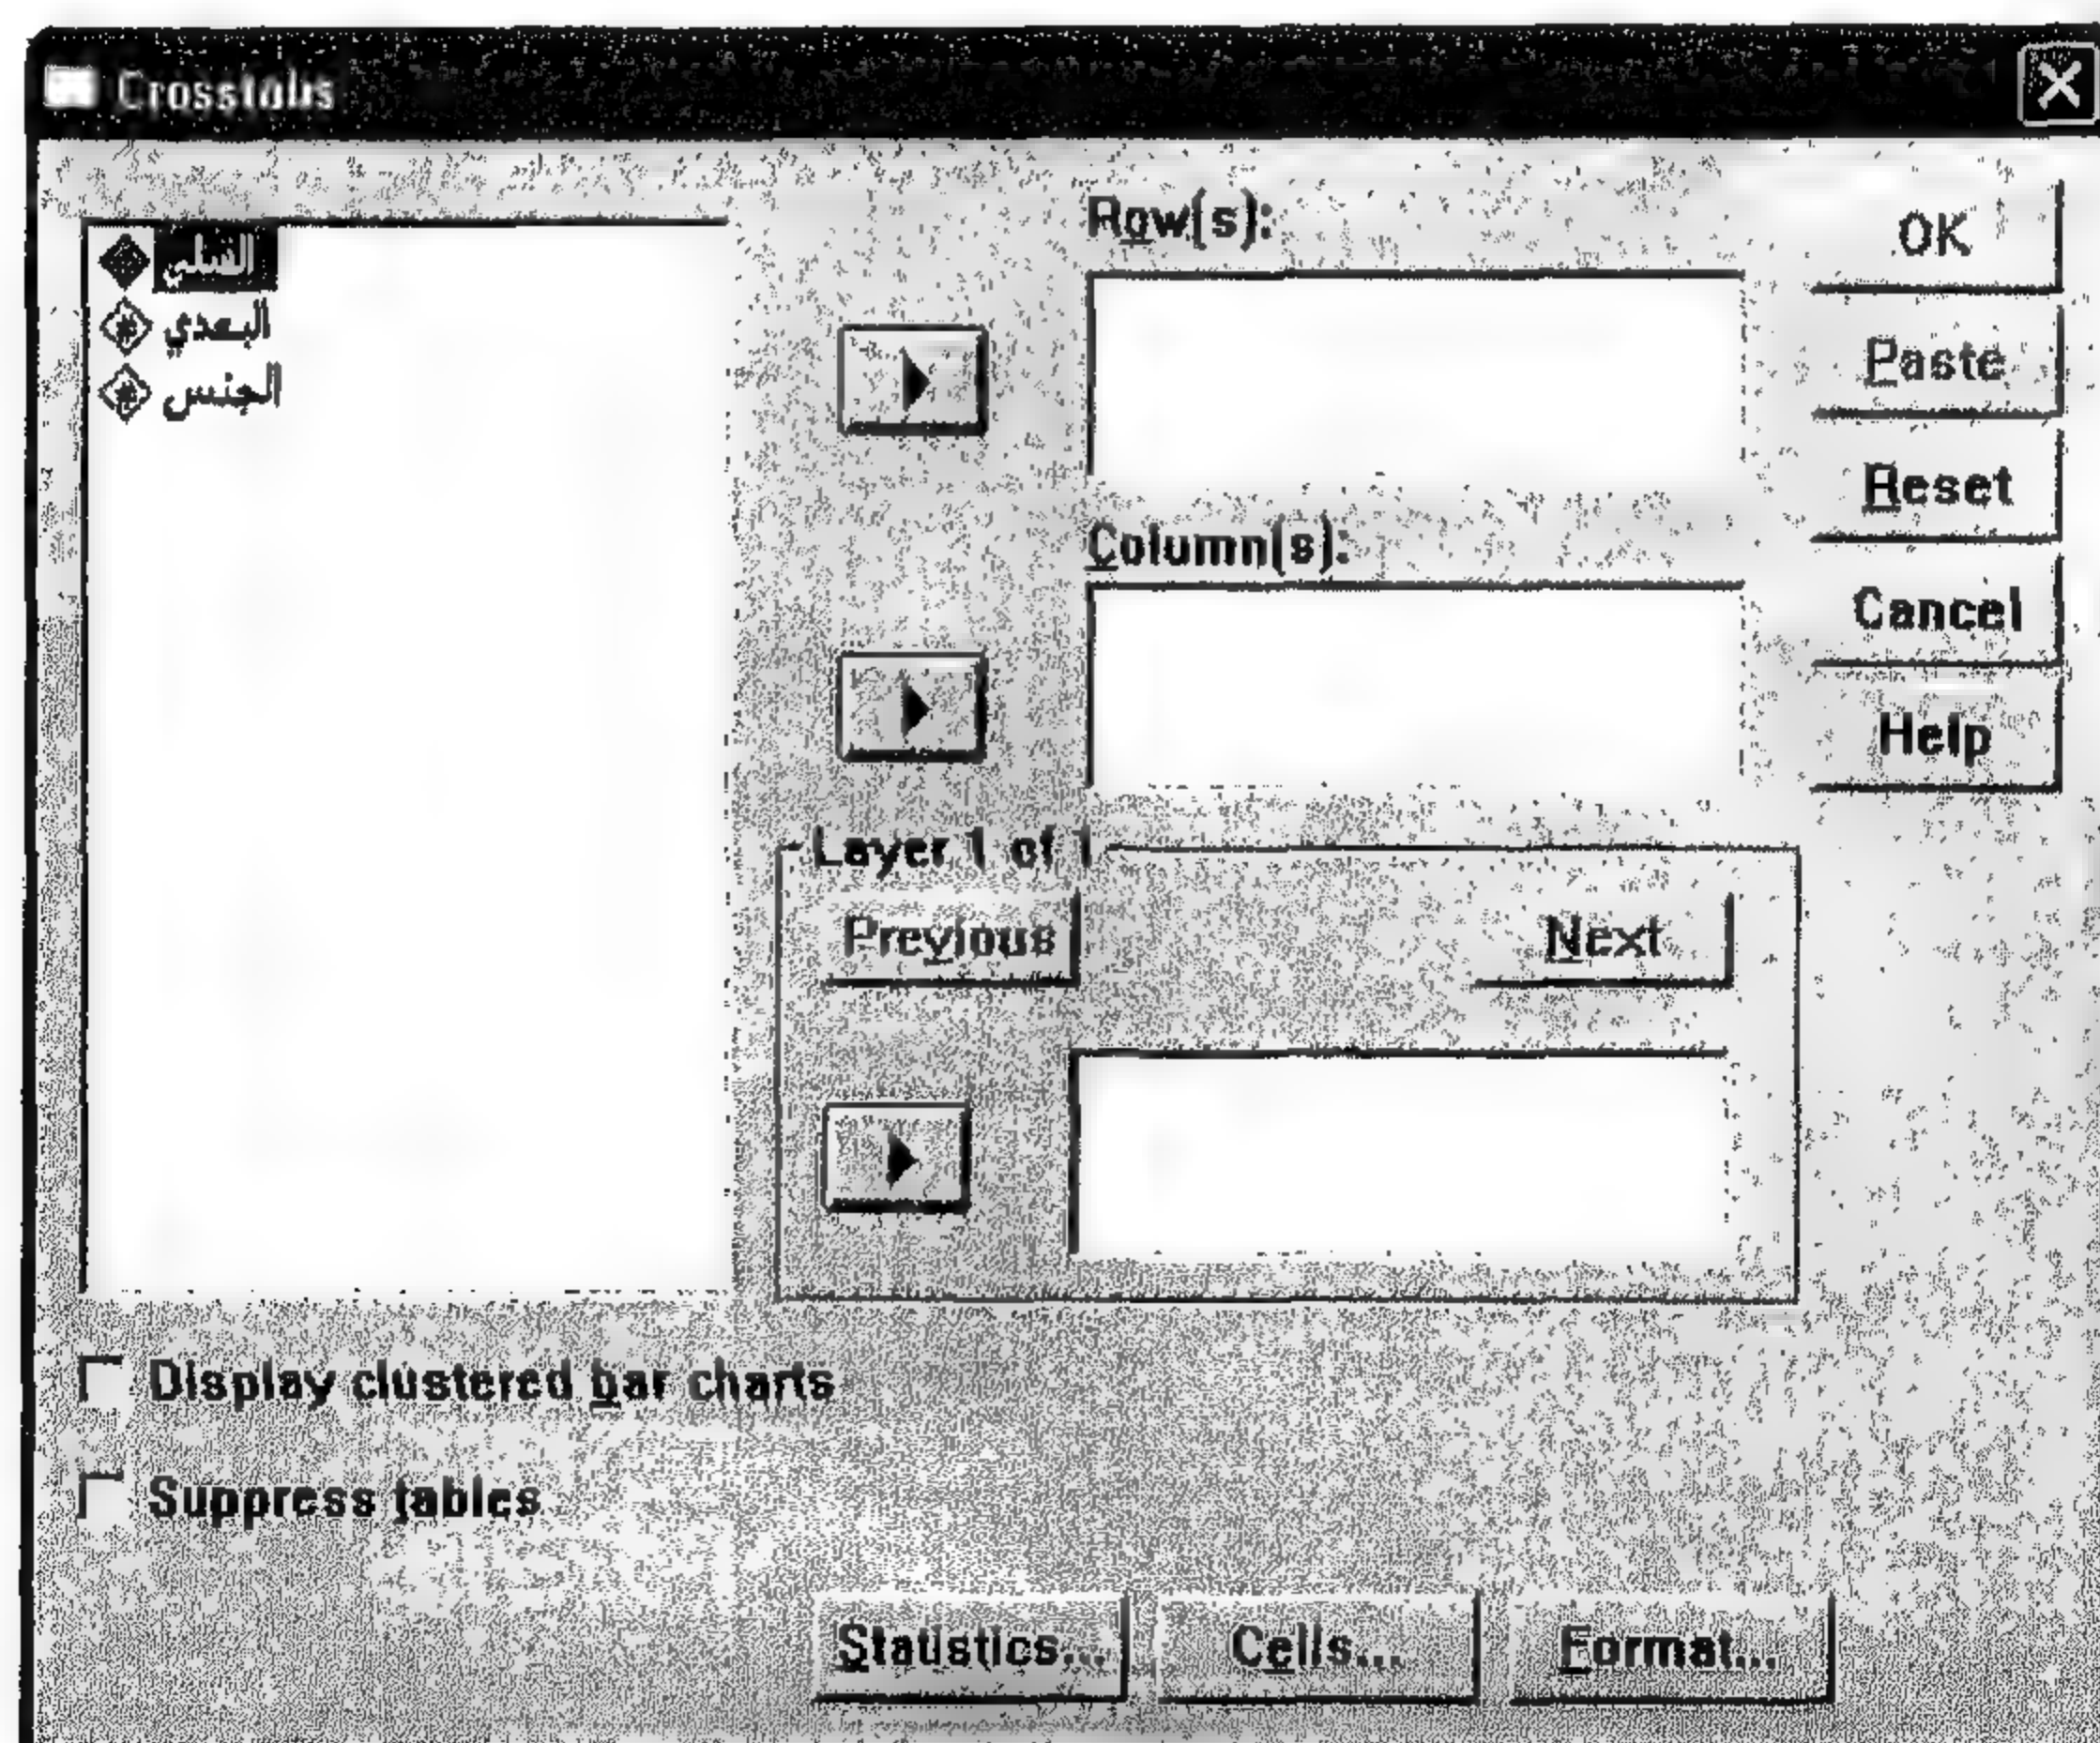 Crosstabs
القبلي
البعدي
الجنس
Row(s):
Column(s):
OK
Paste
Reset
Cancel
Help
Layer 1 of 1
Previous
Next
Display clustered bar charts
Suppress tables
Statistics...
Cells...
Format...